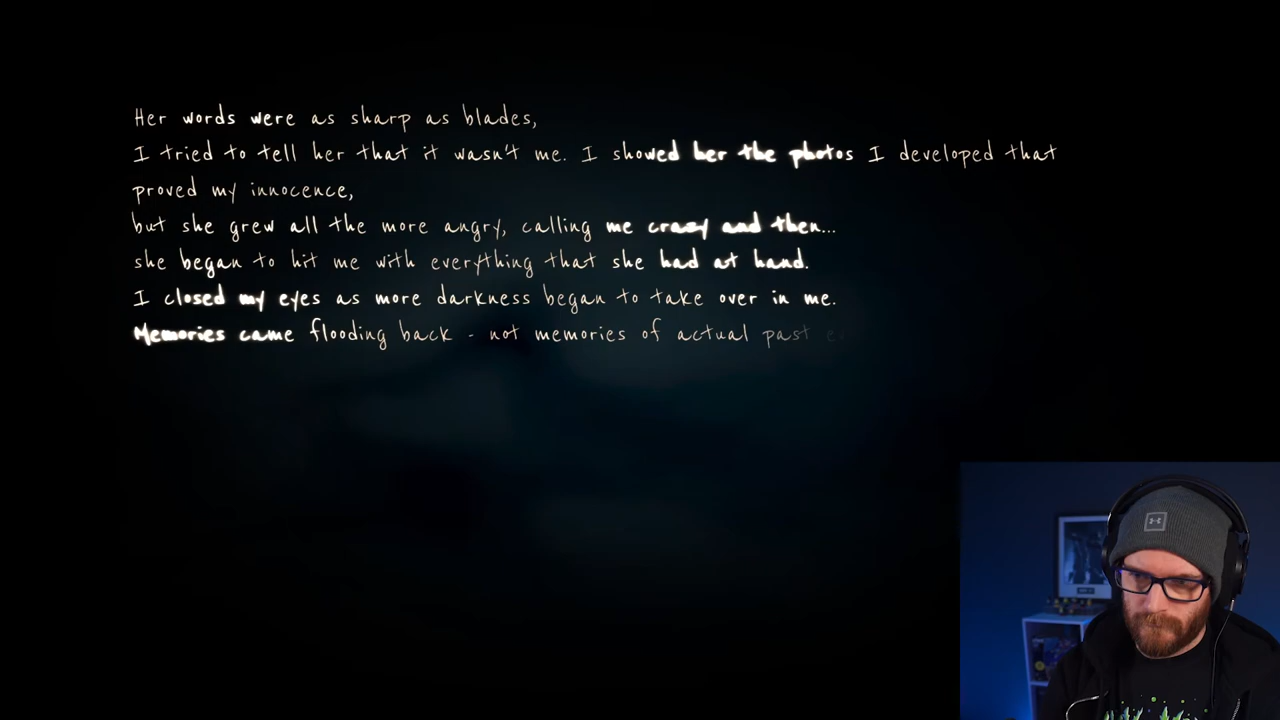 Her words were as sharp as blades,
I tried to tell her that it wasn't me. I showed her the photos I developed that
proved my innocence,
but she grew all the more angry, calling me crazy and then...
she began to hit me with everything that she had at hand.
I closed my eyes as more darkness began to take over in me.
Memories came flooding back - not memories of actual past